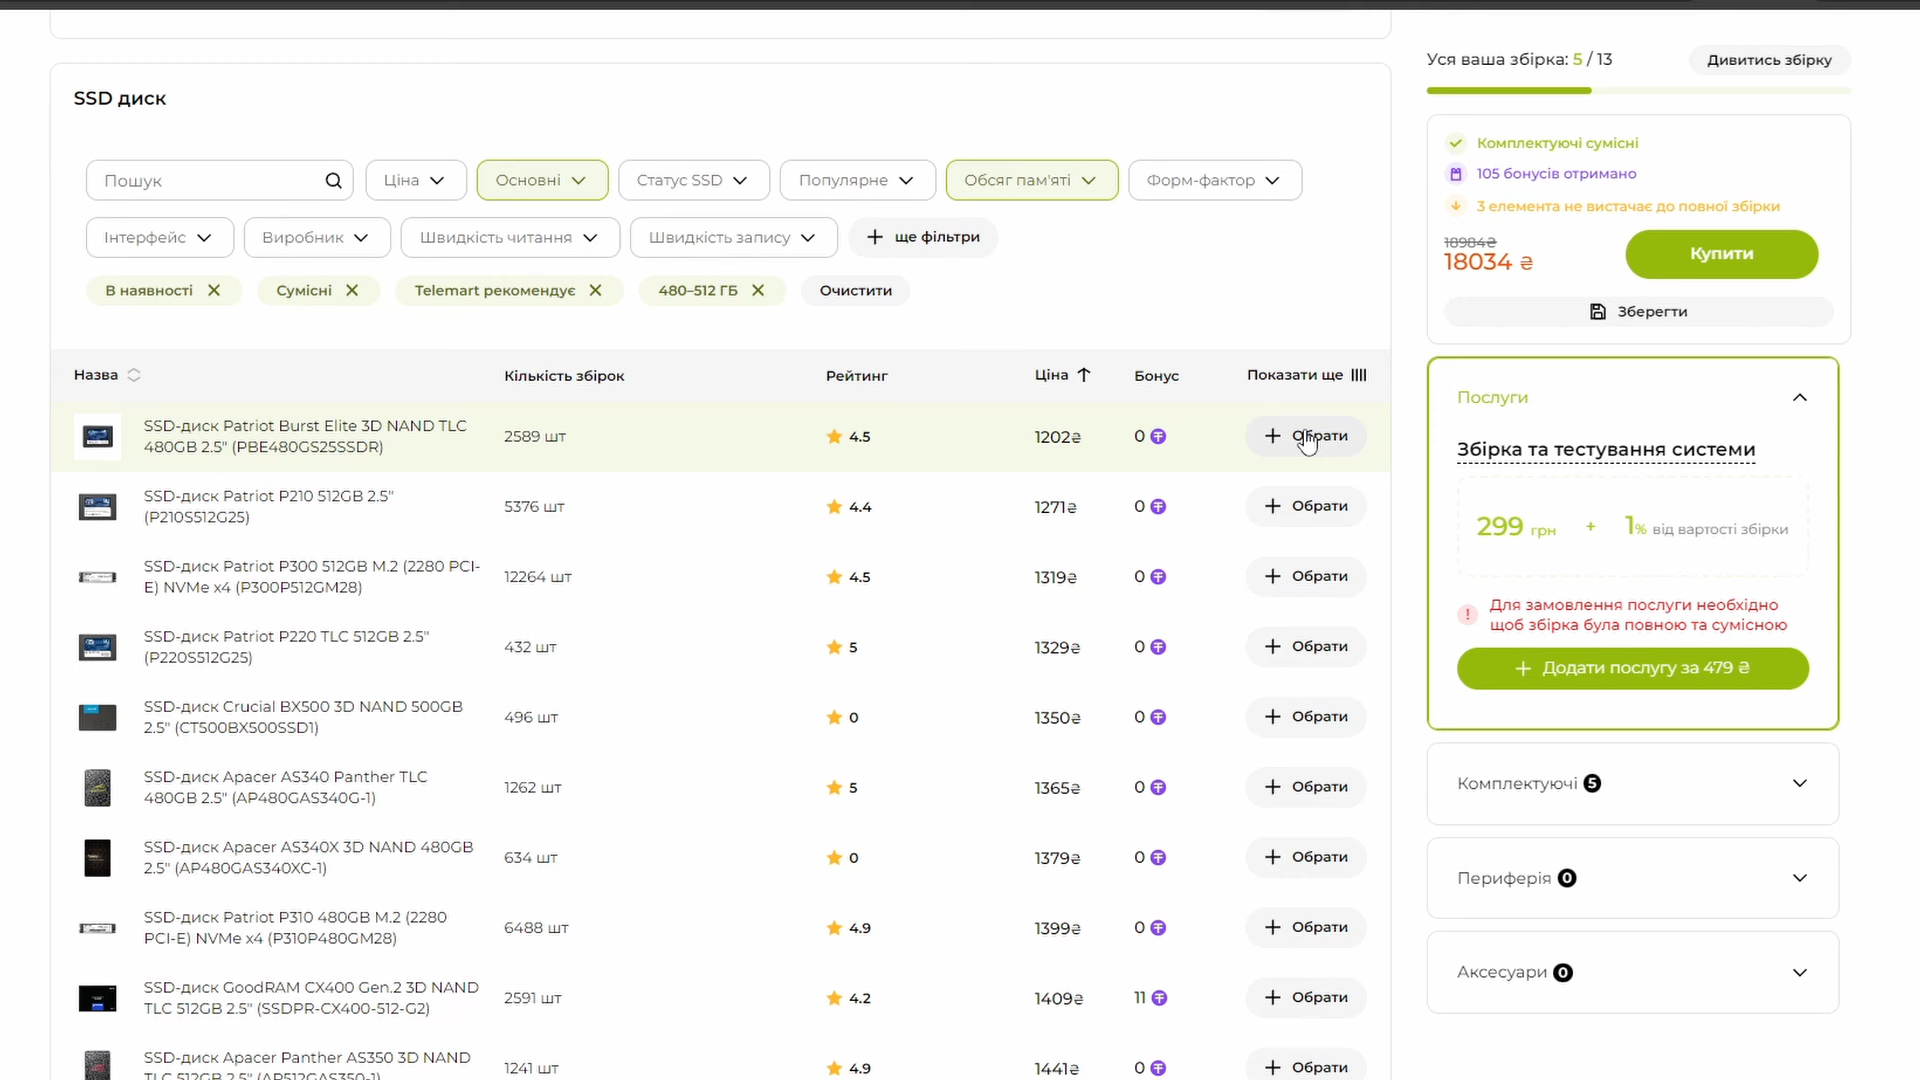 SSD диск
Пошук
Ціна
Основні
Статус SSD
Популярне
Обсяг пам'яті
Форм-фактор
Інтерфейс
Виробник
Швидкість читання
Швидкість запису
ще фільтри
В наявності
Сумісні
Telemart рекомендує
480–512 ГБ
Очистити
Назва
Кількість збірок
Рейтинг
Ціна
Бонус
Показати ще
SSD-диск Patriot Burst Elite 3D NAND TLC
480GB 2.5" (PBE480GS25SSDR)
2589 шт
4.5
1202₴
0
Обрати
SSD-диск Patriot P210 512GB 2.5"
(P210S512G25)
5376 шт
4.4
1271₴
0
Обрати
SSD-диск Patriot P300 512GB M.2 (2280 PCI-
E) NVMe x4 (P300P512GM28)
12264 шт
4.5
1319₴
0
Обрати
SSD-диск Patriot P220 TLC 512GB 2.5"
(P220S512G25)
432 шт
5
1329₴
0
Обрати
SSD-диск Crucial BX500 3D NAND 500GB
2.5" (CT500BX500SSD1)
496 шт
0
1350₴
0
Обрати
SSD-диск Apacer AS340 Panther TLC
480GB 2.5" (AP480GAS340G-1)
1262 шт
5
1365₴
0
Обрати
SSD-диск Apacer AS340X 3D NAND 480GB
2.5" (AP480GAS340XC-1)
634 шт
0
1379₴
0
Обрати
SSD-диск Patriot P310 480GB M.2 (2280
PCI-E) NVMe x4 (P310P480GM28)
6488 шт
4.9
1399₴
0
Обрати
SSD-диск GoodRAM CX400 Gen.2 3D NAND
TLC 512GB 2.5" (SSDPR-CX400-512-G2)
2591 шт
4.2
1409₴
11
Обрати
SSD-диск Apacer Panther AS350 3D NAND
TLC 512GB 2.5" (AP512GAS350-1)
1241 шт
4.9
1441₴
0
Обрати
Уся ваша збірка: 5 / 13
Дивитись збірку
Комплектуючі сумісні
105 бонусів отримано
3 елемента не вистачає до повної збірки
18984₴
18034 ₴
Купити
Зберегти
Послуги
Збірка та тестування системи
299 грн + 1% від вартості збірки
Для замовлення послуги необхідно
щоб збірка була повною та сумісною
Додати послугу за 479 ₴
Комплектуючі 5
Периферія 0
Аксесуари 0